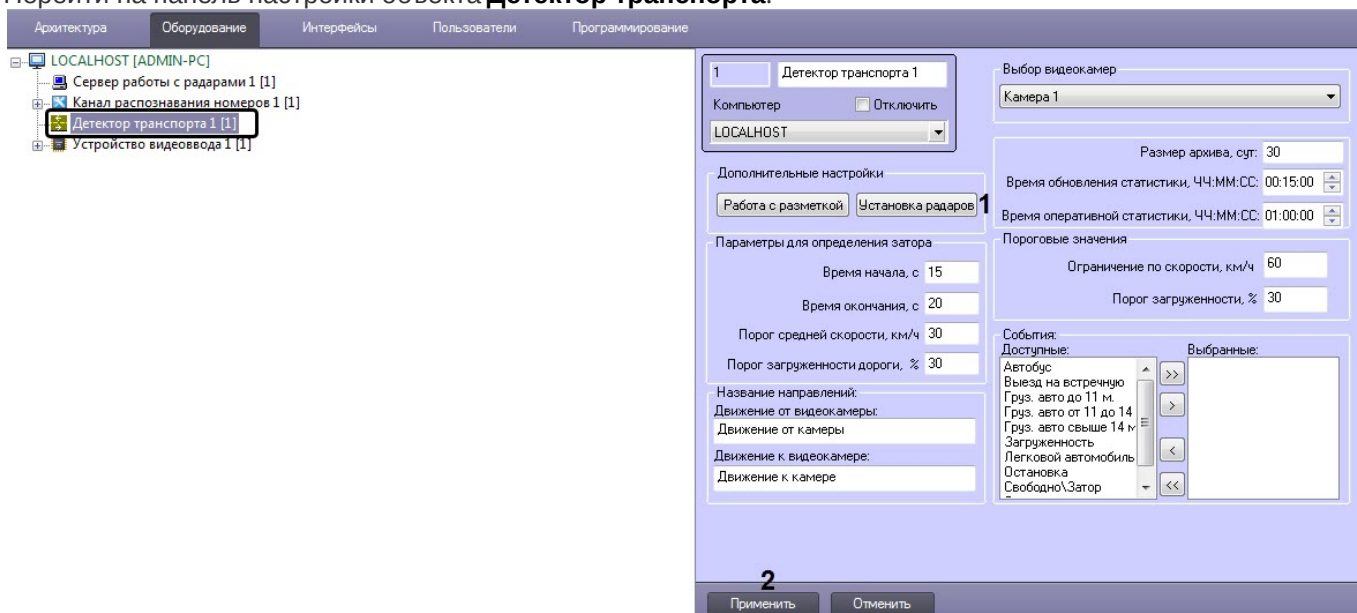 Перейти на панель настройки объекта Детектор транспорта.
Архитектура Оборудование Интерфейсы Пользователи Программирование
LOCALHOST [ADMIN-PC]
Сервер работы с радарами 1 [1]
Канал распознавания номеров 1 [1]
Детектор транспорта 1 [1]
Устройство видеоввода 1 [1]
1 Детектор транспорта 1
Компьютер Отключить
LOCALHOST
Дополнительные настройки
Работа с разметкой Установка радаров 1
Параметры для определения затора
Время начала, с 15
Время окончания, с 20
Порог средней скорости, км/ч 30
Порог загруженности дороги, % 30
Название направлений:
Движение от видеокамеры:
Движение от камеры
Движение к видеокамере:
Движение к камере
Выбор видеокамер
Камера 1
Размер архива, сут: 30
Время обновления статистики, ЧЧ:ММ:СС: 00:15:00
Время оперативной статистики, ЧЧ:ММ:СС: 01:00:00
Пороговые значения
Ограничение по скорости, км/ч 60
Порог загруженности, % 30
События:
Доступные: Выбранные:
Автобус
Выезд на встречную
Груз. авто до 11 м.
Груз. авто от 11 до 14
Груз. авто свыше 14 м
Загруженность
Легковой автомобиль
Остановка
Свободно\Затор
>>
>
<
<<
2
Применить Отменить